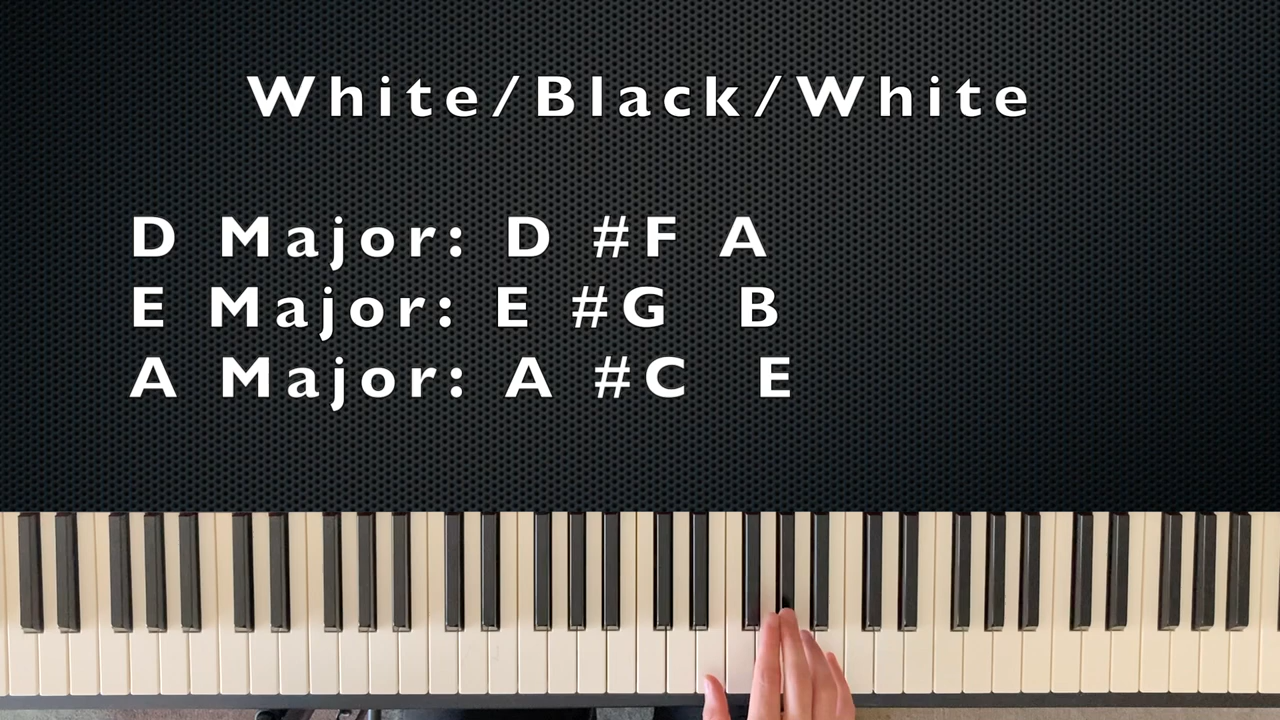 White/Black/White
D Major: D #F A
E Major: E #G B
A Major: A #C E